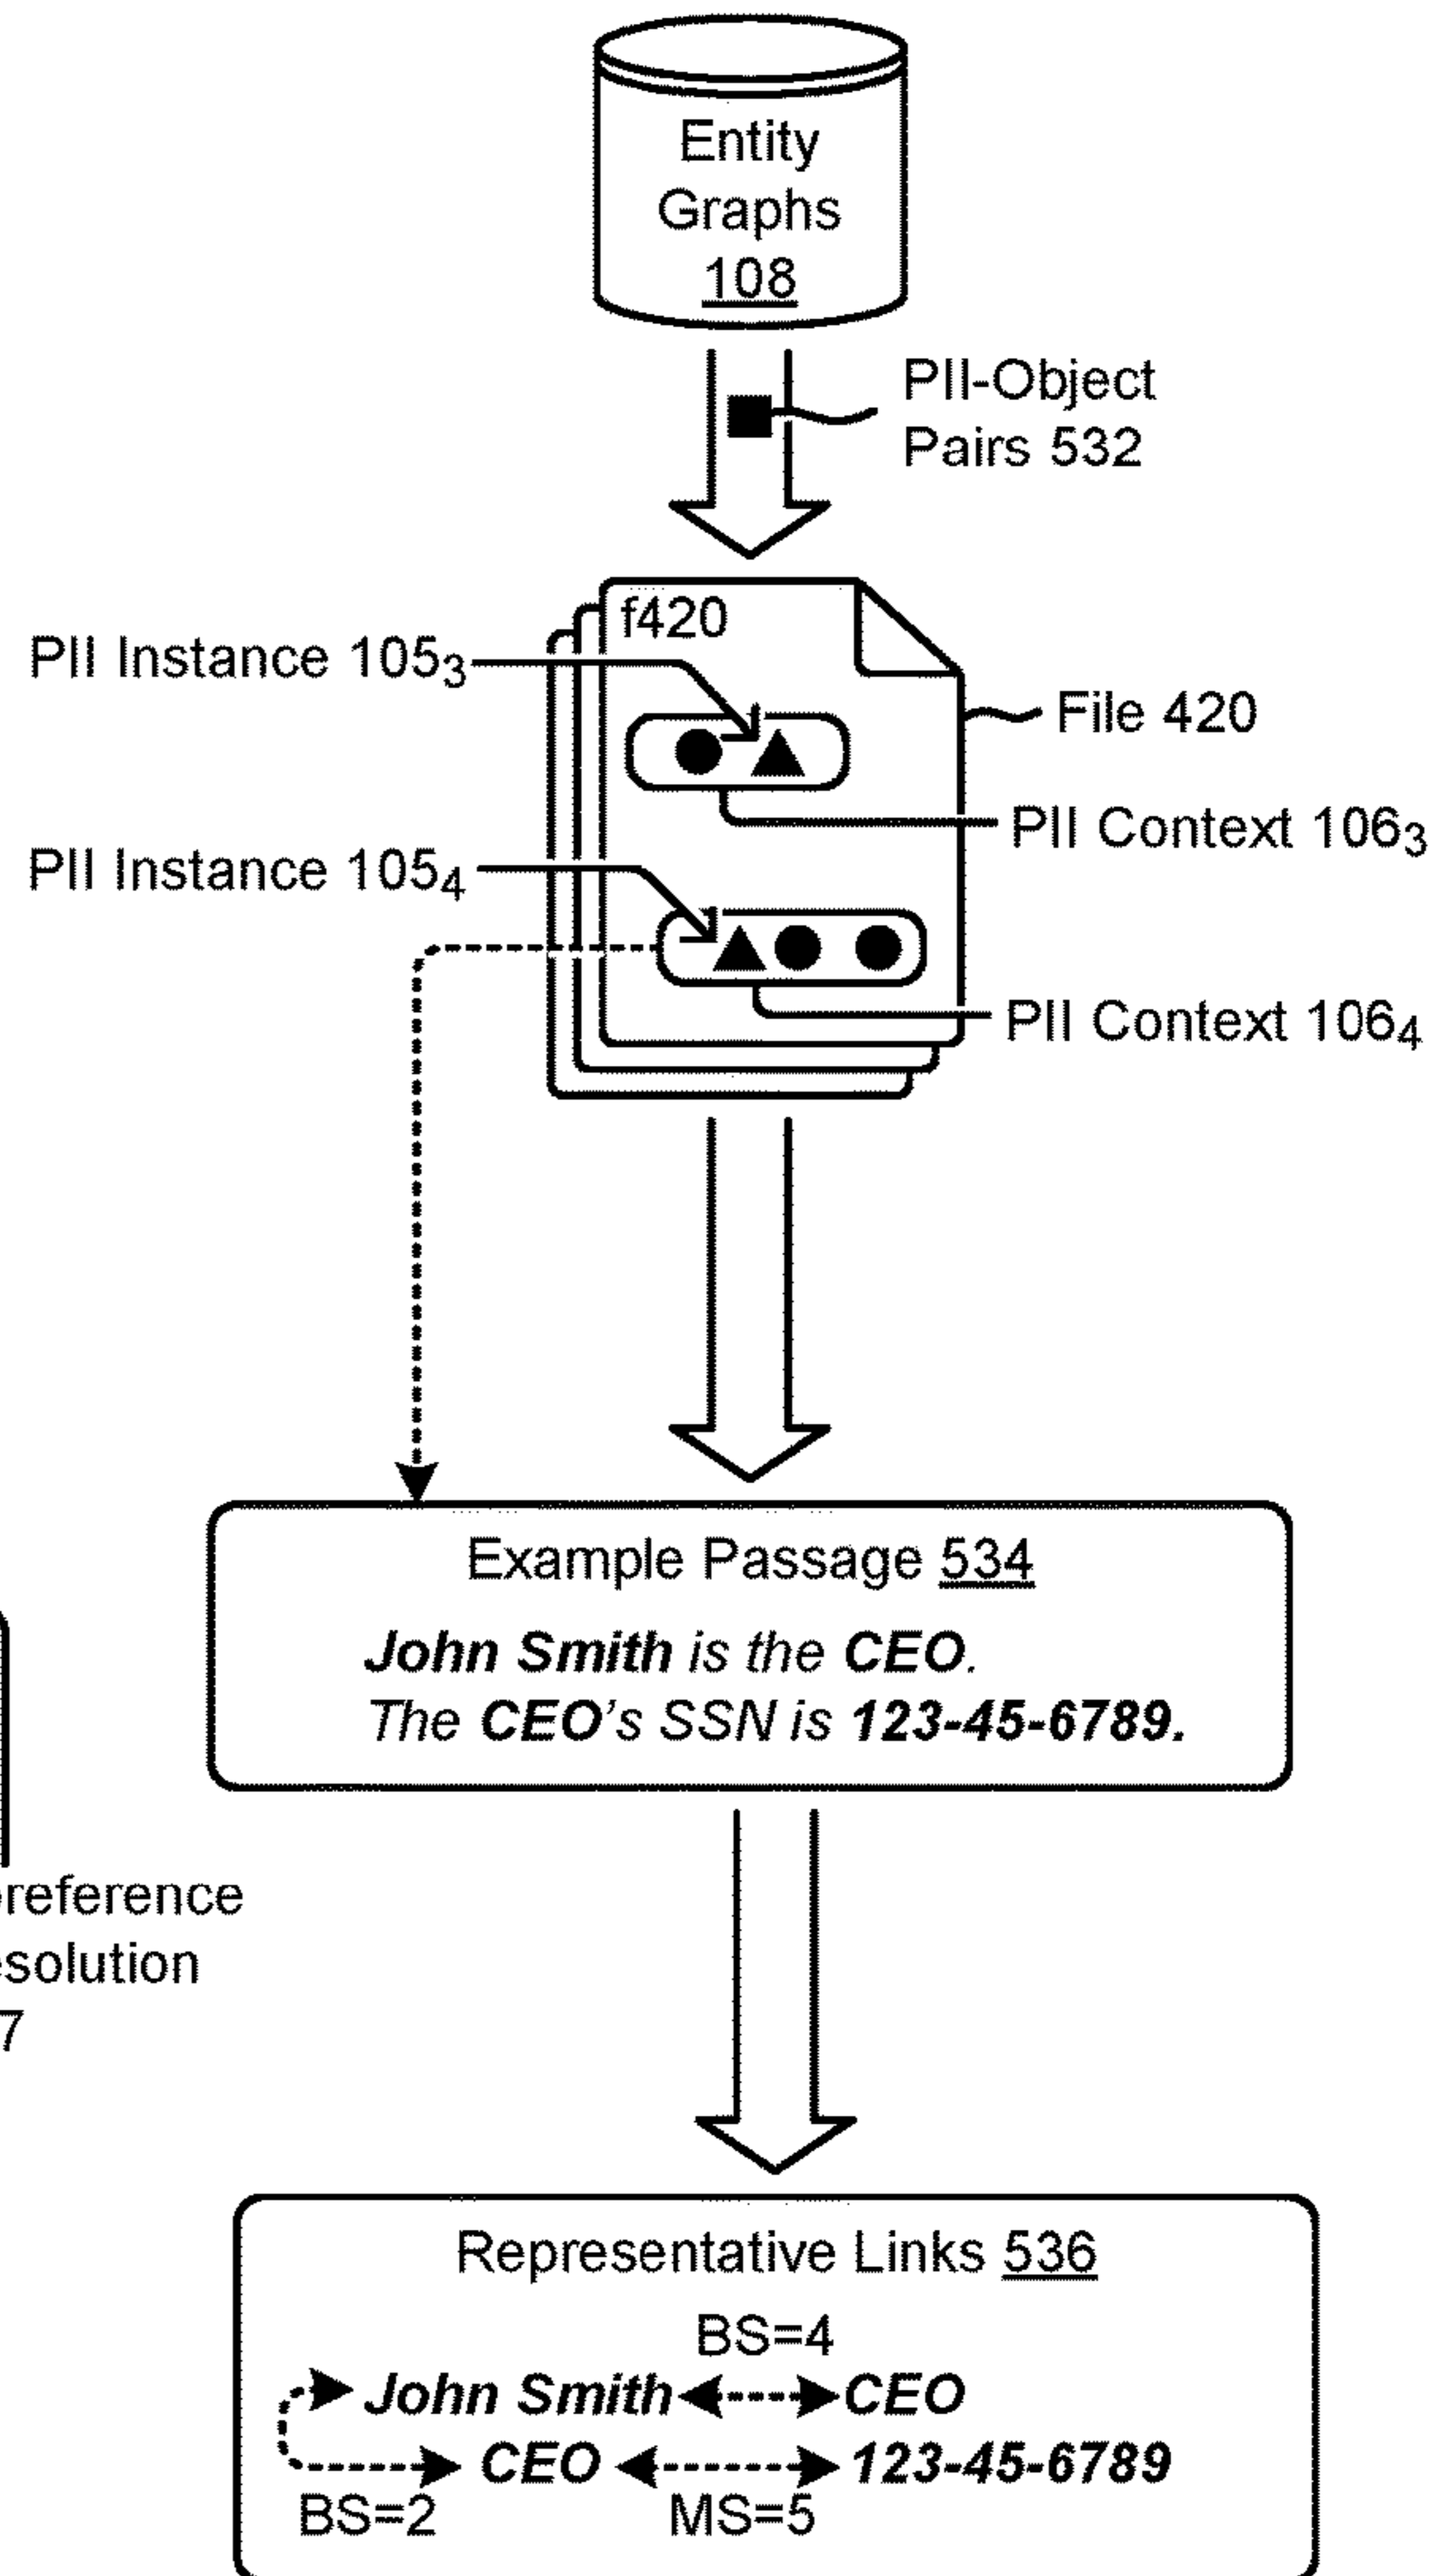 Entity
Graphs
108
PII-Object
Pairs 532
f420
PII Instance 105₃
File 420
PII Context 106₃
PII Instance 105₄
PII Context 106₄
Example Passage 534
John Smith is the CEO.
The CEO's SSN is 123-45-6789.
Representative Links 536
BS=4
John Smith CEO
CEO 123-45-6789
BS=2 MS=5